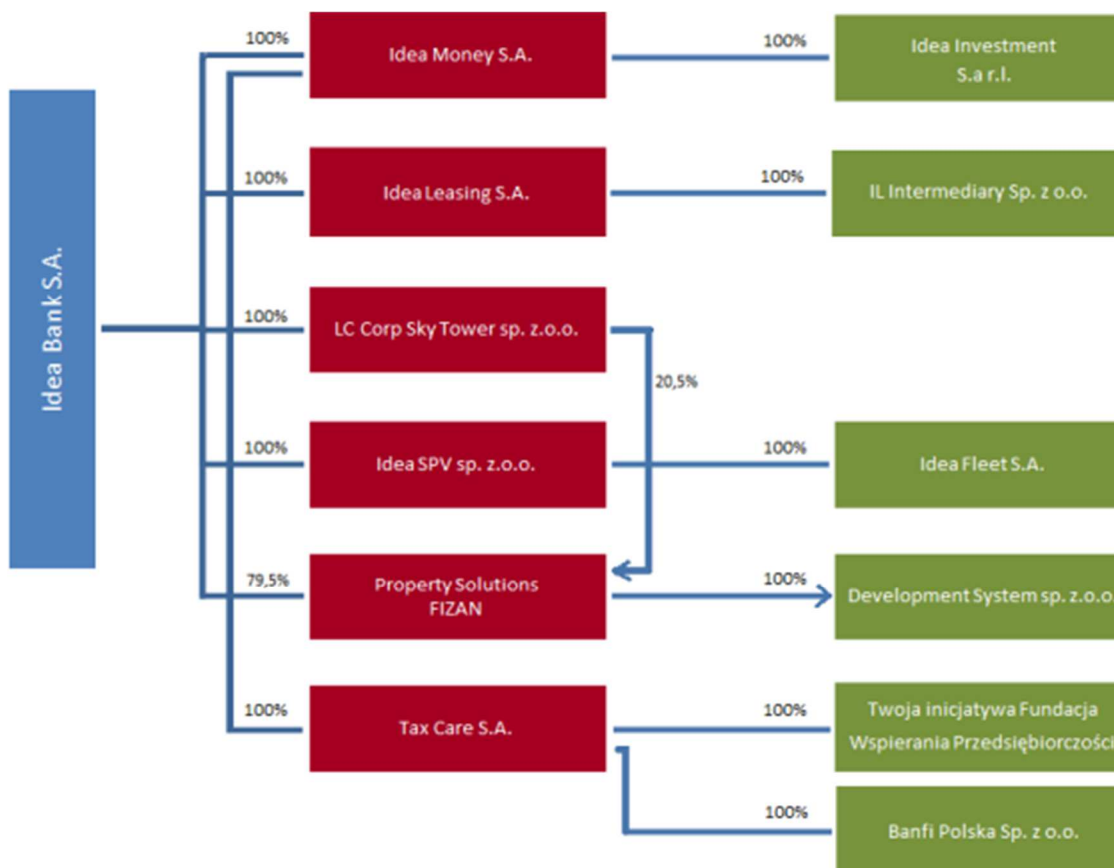 100%
Idea Money S.A.
100%
Idea Investment
S.a r.l.
100%
Idea Leasing S.A.
100%
IL Intermediary Sp. z o.o.
Idea Bank S.A.
100%
LC Corp Sky Tower sp. z.o.o.
20,5%
100%
Idea SPV sp. z.o.o.
100%
Idea Fleet S.A.
79,5%
Property Solutions
FIZAN
100%
Development System sp. z.o.o
100%
Tax Care S.A.
100%
Twoja inicjatywa Fundacja
Wspierania Przedsiębiorczości
100%
Banfi Polska Sp. z o.o.